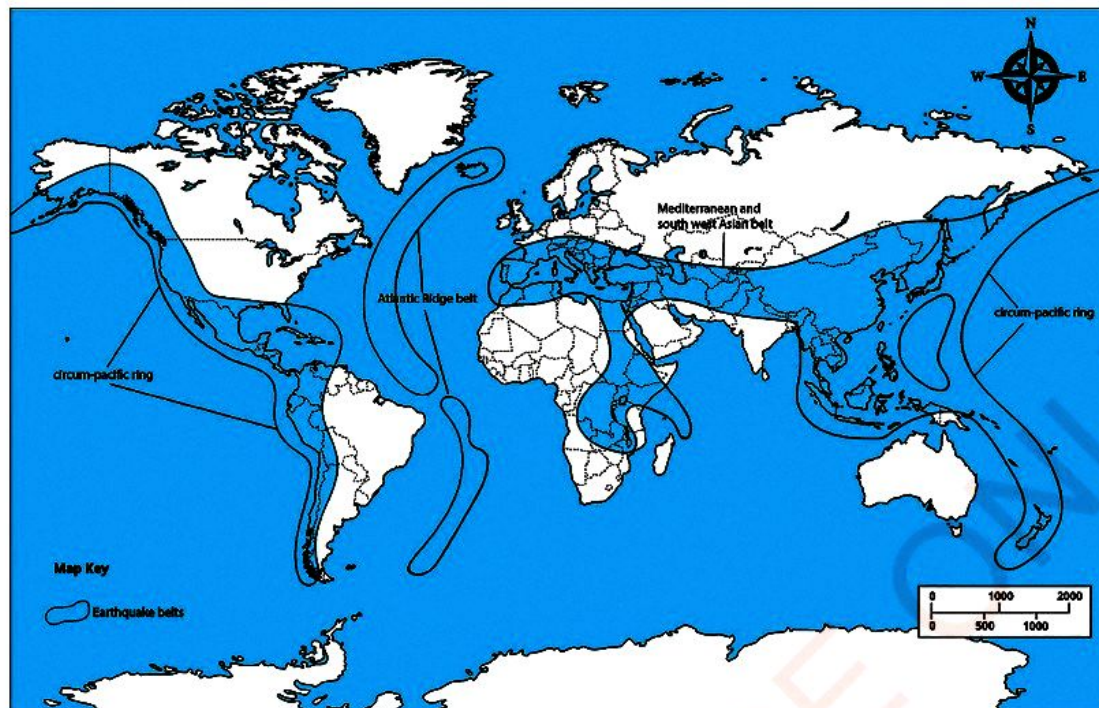 N
W E
S
Mediterranean and
south west Asian belt
Atlantic Ridge belt
circum-pacific ring
circum-pacific ring
Map Key
Earthquake belts
0 1000 2000
0 500 1000